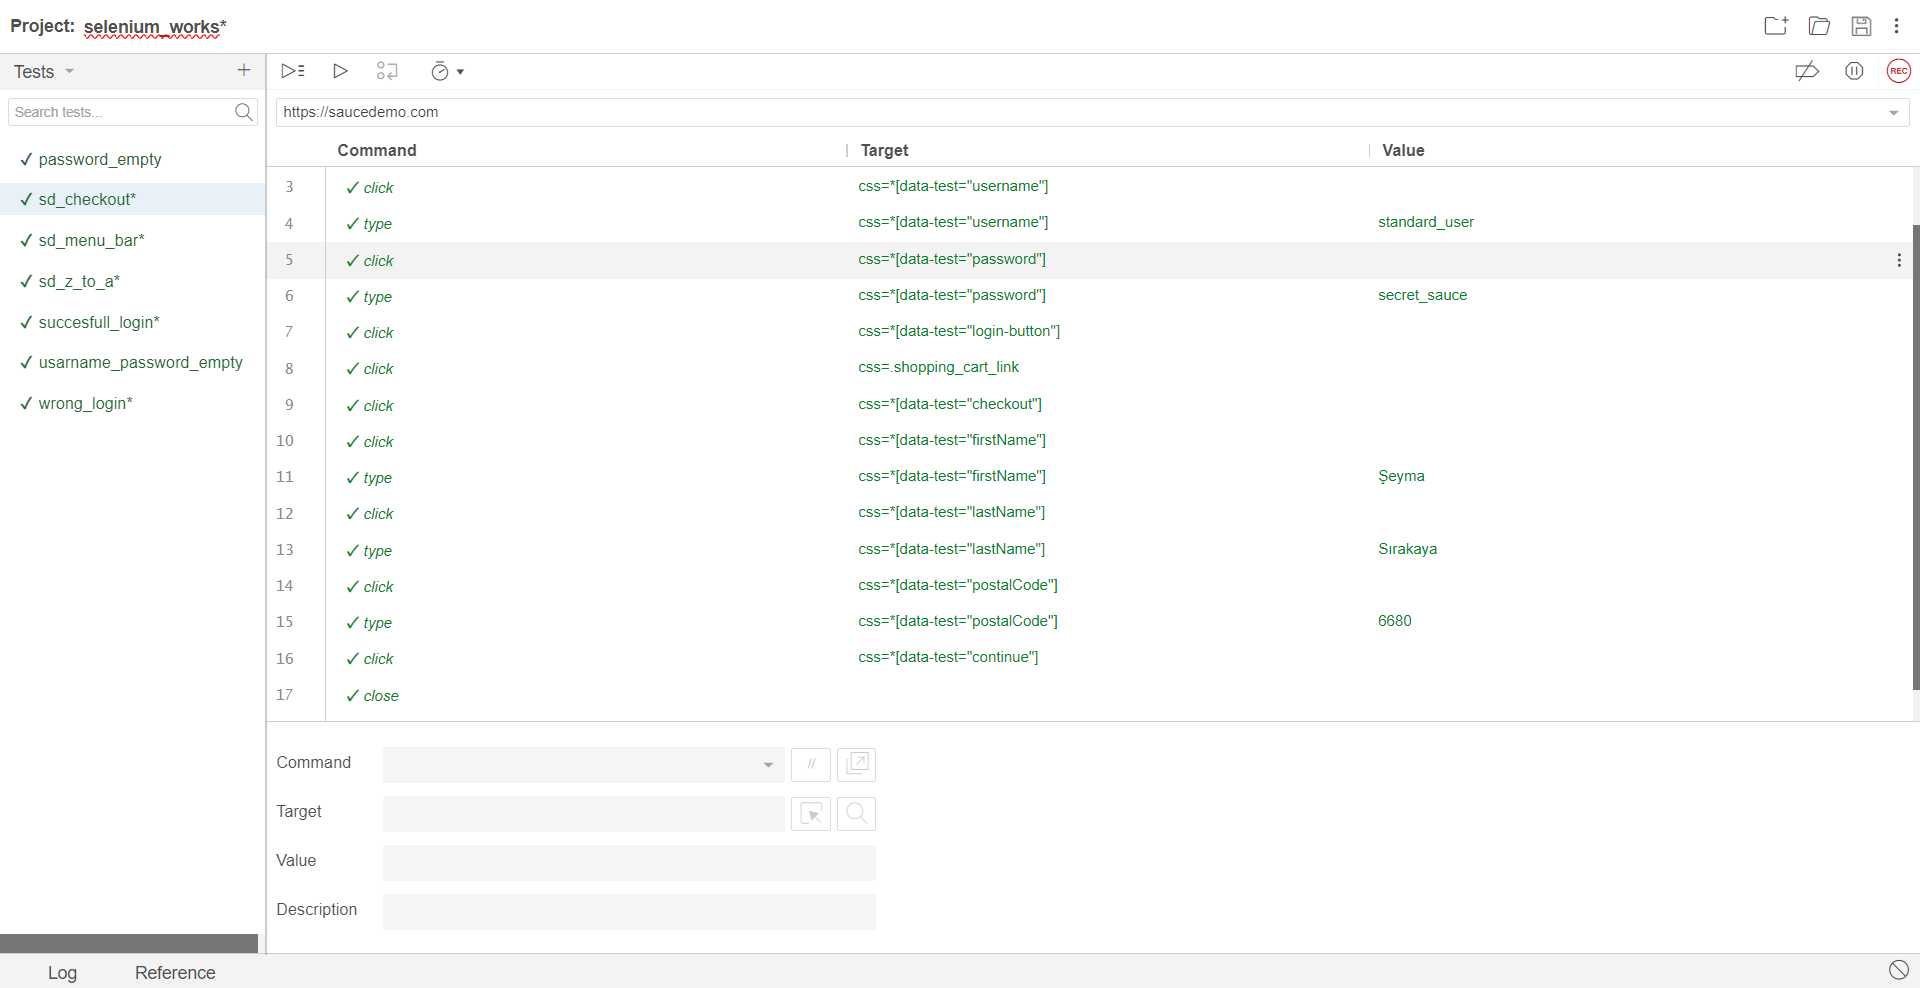 Project: selenium_works*
Tests
Search tests...
✓ password_empty
✓ sd_checkout*
✓ sd_menu_bar*
✓ sd_z_to_a*
✓ succesfull_login*
✓ usarname_password_empty
✓ wrong_login*
REC
https://saucedemo.com
Command Target Value
3 ✓ click css=*[data-test="username"]
4 ✓ type css=*[data-test="username"] standard_user
5 ✓ click css=*[data-test="password"]
6 ✓ type css=*[data-test="password"] secret_sauce
7 ✓ click css=*[data-test="login-button"]
8 ✓ click css=.shopping_cart_link
9 ✓ click css=*[data-test="checkout"]
10 ✓ click css=*[data-test="firstName"]
11 ✓ type css=*[data-test="firstName"] Şeyma
12 ✓ click css=*[data-test="lastName"]
13 ✓ type css=*[data-test="lastName"] Sırakaya
14 ✓ click css=*[data-test="postalCode"]
15 ✓ type css=*[data-test="postalCode"] 6680
16 ✓ click css=*[data-test="continue"]
17 ✓ close
Command //
Target
Value
Description
Log Reference